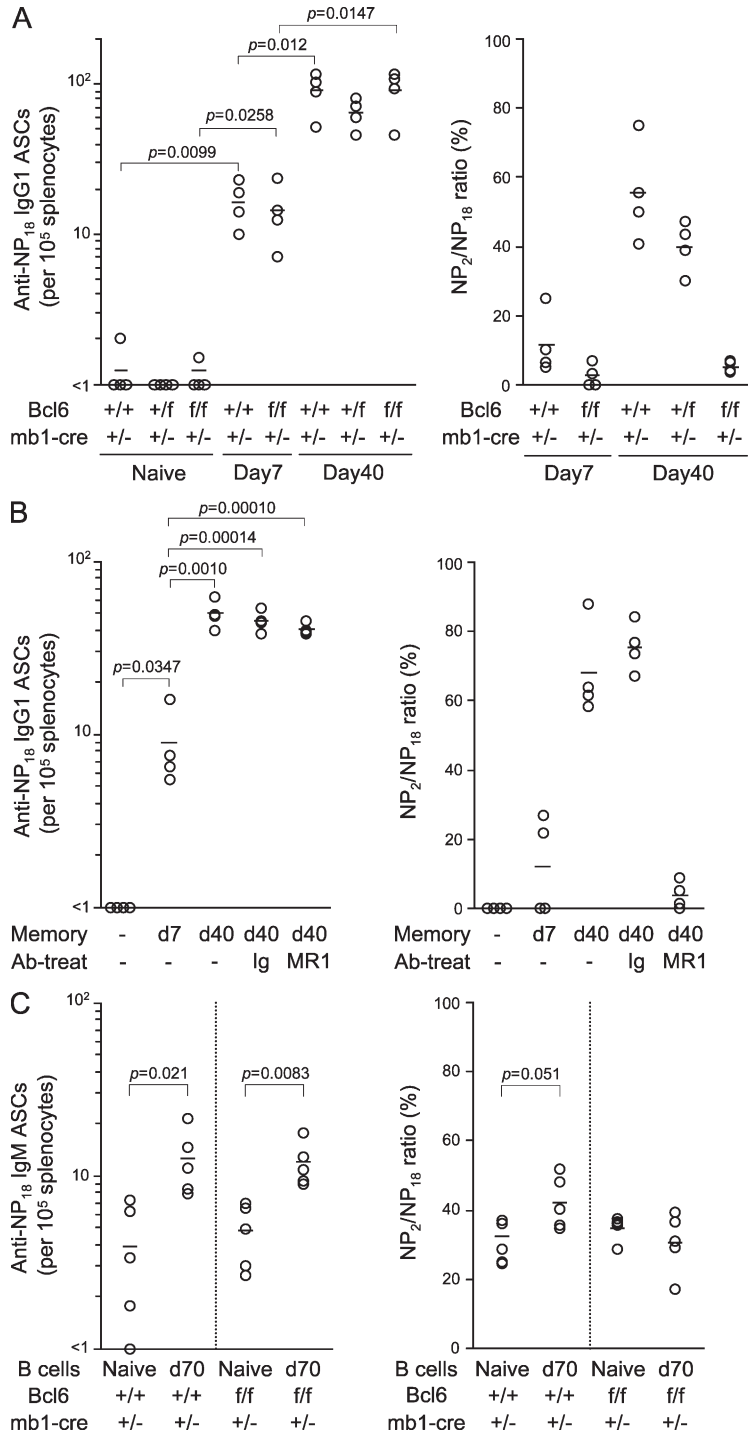 A
p=0.0147
p=0.012
p=0.0258
p=0.0099
10²
10
<1
Anti-NP₁₈ IgG1 ASCs
(per 10⁵ splenocytes)
Bcl6 +/+ +/f f/f +/+ f/f +/+ +/f f/f
mb1-cre +/- +/- +/- +/- +/- +/- +/- +/-
Naive Day7 Day40
100
80
60
40
20
0
NP₂/NP₁₈ ratio (%)
Bcl6 +/+ f/f +/+ +/f f/f
mb1-cre +/- +/- +/- +/- +/-
Day7 Day40
B
p=0.00010
p=0.00014
p=0.0010
p=0.0347
10²
10
<1
Anti-NP₁₈ IgG1 ASCs
(per 10⁵ splenocytes)
Memory - d7 d40 d40 d40
Ab-treat - - - Ig MR1
100
80
60
40
20
0
NP₂/NP₁₈ ratio (%)
Memory - d7 d40 d40 d40
Ab-treat - - - Ig MR1
C
p=0.021
p=0.0083
10²
10
<1
Anti-NP₁₈ IgM ASCs
(per 10⁵ splenocytes)
B cells Naive d70 Naive d70
Bcl6 +/+ +/+ f/f f/f
mb1-cre +/- +/- +/- +/-
p=0.051
100
80
60
40
20
0
NP₂/NP₁₈ ratio (%)
B cells Naive d70 Naive d70
Bcl6 +/+ +/+ f/f f/f
mb1-cre +/- +/- +/- +/-